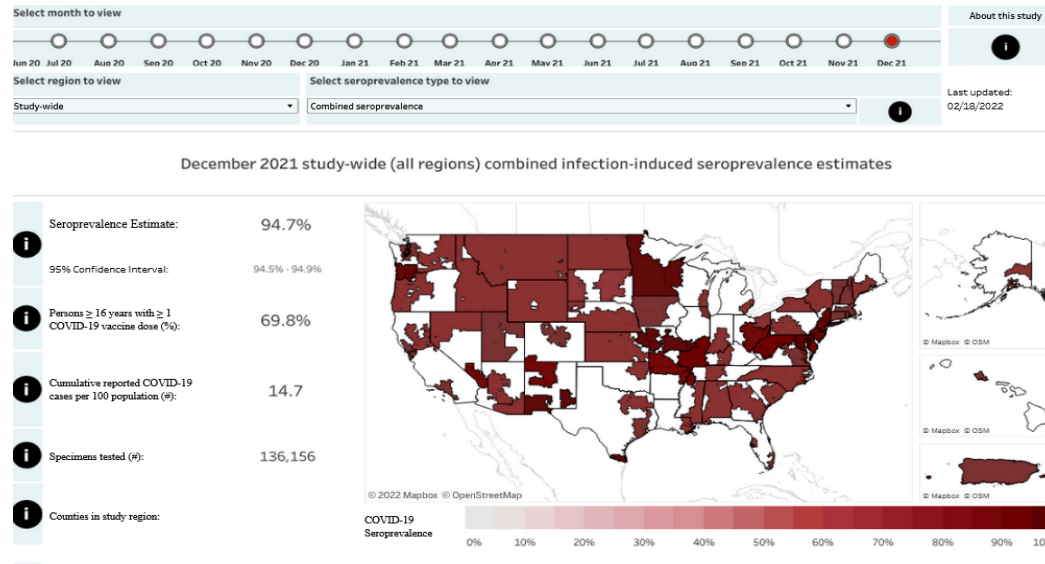 Select month to view
About this study
Jun 20 Jul 20 Aug 20 Sep 20 Oct 20 Nov 20 Dec 20 Jan 21 Feb 21 Mar 21 Apr 21 May 21 Jun 21 Jul 21 Aug 21 Sep 21 Oct 21 Nov 21 Dec 21
i
Select region to view
Select seroprevalence type to view
Study-wide
Combined seroprevalence
i
Last updated:
02/18/2022
December 2021 study-wide (all regions) combined infection-induced seroprevalence estimates
i
Seroprevalence Estimate:
94.7%
95% Confidence Interval:
94.5% - 94.9%
i
Persons ≥ 16 years with ≥ 1
COVID-19 vaccine dose (%):
69.8%
i
Cumulative reported COVID-19
cases per 100 population (#):
14.7
i
Specimens tested (#):
136,156
i
Counties in study region:
© 2022 Mapbox © OpenStreetMap
© Mapbox © OSM
© Mapbox © OSM
© Mapbox © OSM
COVID-19
Seroprevalence
0% 10% 20% 30% 40% 50% 60% 70% 80% 90% 10